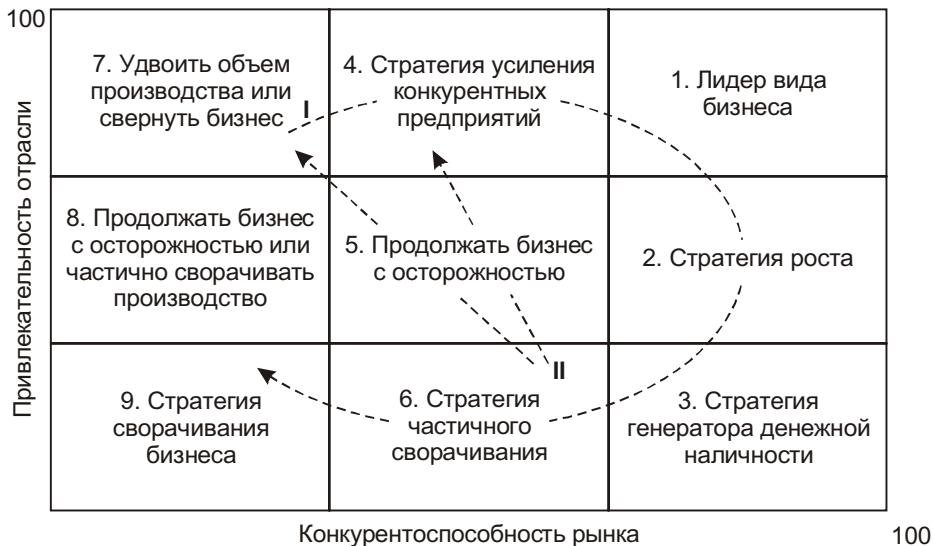 100
7. Удвоить объем
производства или
свернуть бизнес
I
4. Стратегия усиления
конкурентных
предприятий
1. Лидер вида
бизнеса
Привлекательность отрасли
8. Продолжать бизнес
с осторожностью или
частично сворачивать
производство
5. Продолжать бизнес
с осторожностью
2. Стратегия роста
II
9. Стратегия
сворачивания
бизнеса
6. Стратегия
частичного
сворачивания
3. Стратегия
генератора денежной
наличности
Конкурентоспособность рынка
100